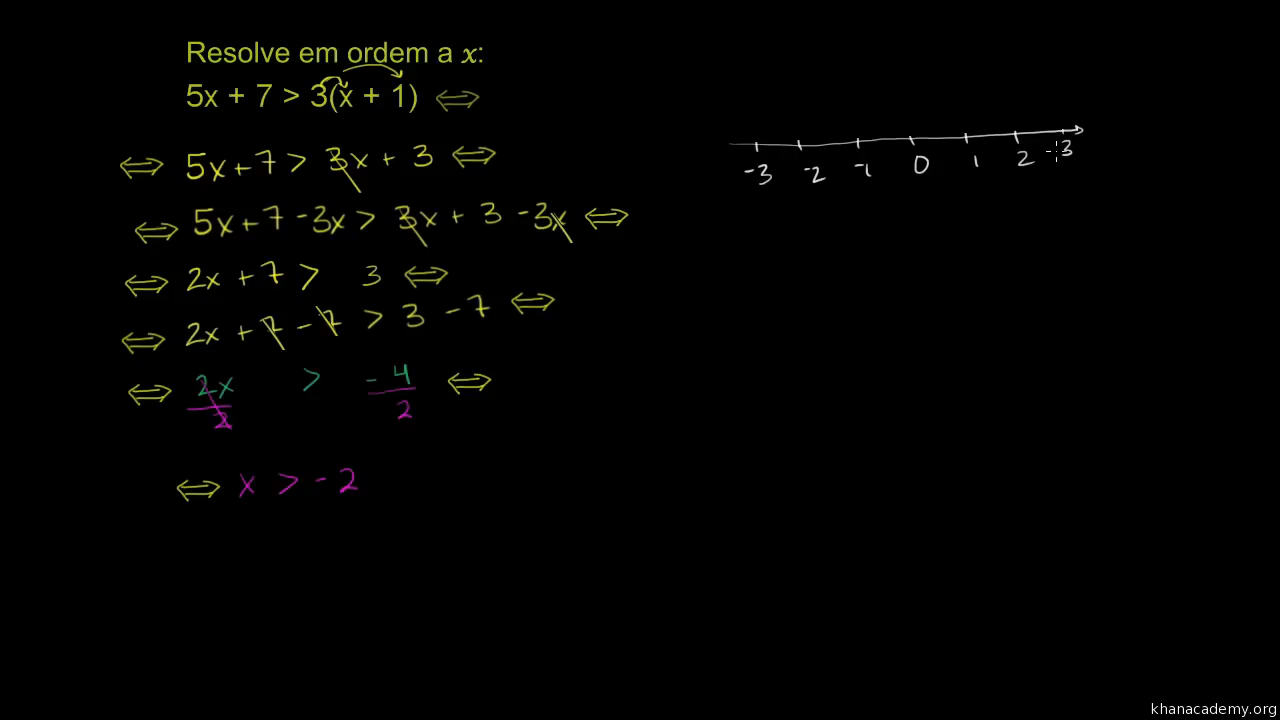 Resolve em ordem a x:
5x + 7 > 3(x + 1) ⇔
⇔ 5x + 7 > 3x + 3 ⇔
⇔ 5x + 7 - 3x > 3x + 3 - 3x ⇔
⇔ 2x + 7 > 3 ⇔
⇔ 2x + 7 - 7 > 3 - 7 ⇔
⇔ 2x/2 > -4/2 ⇔
⇔ x > -2
-3 -2 -1 0 1 2 3
khanacademy.org